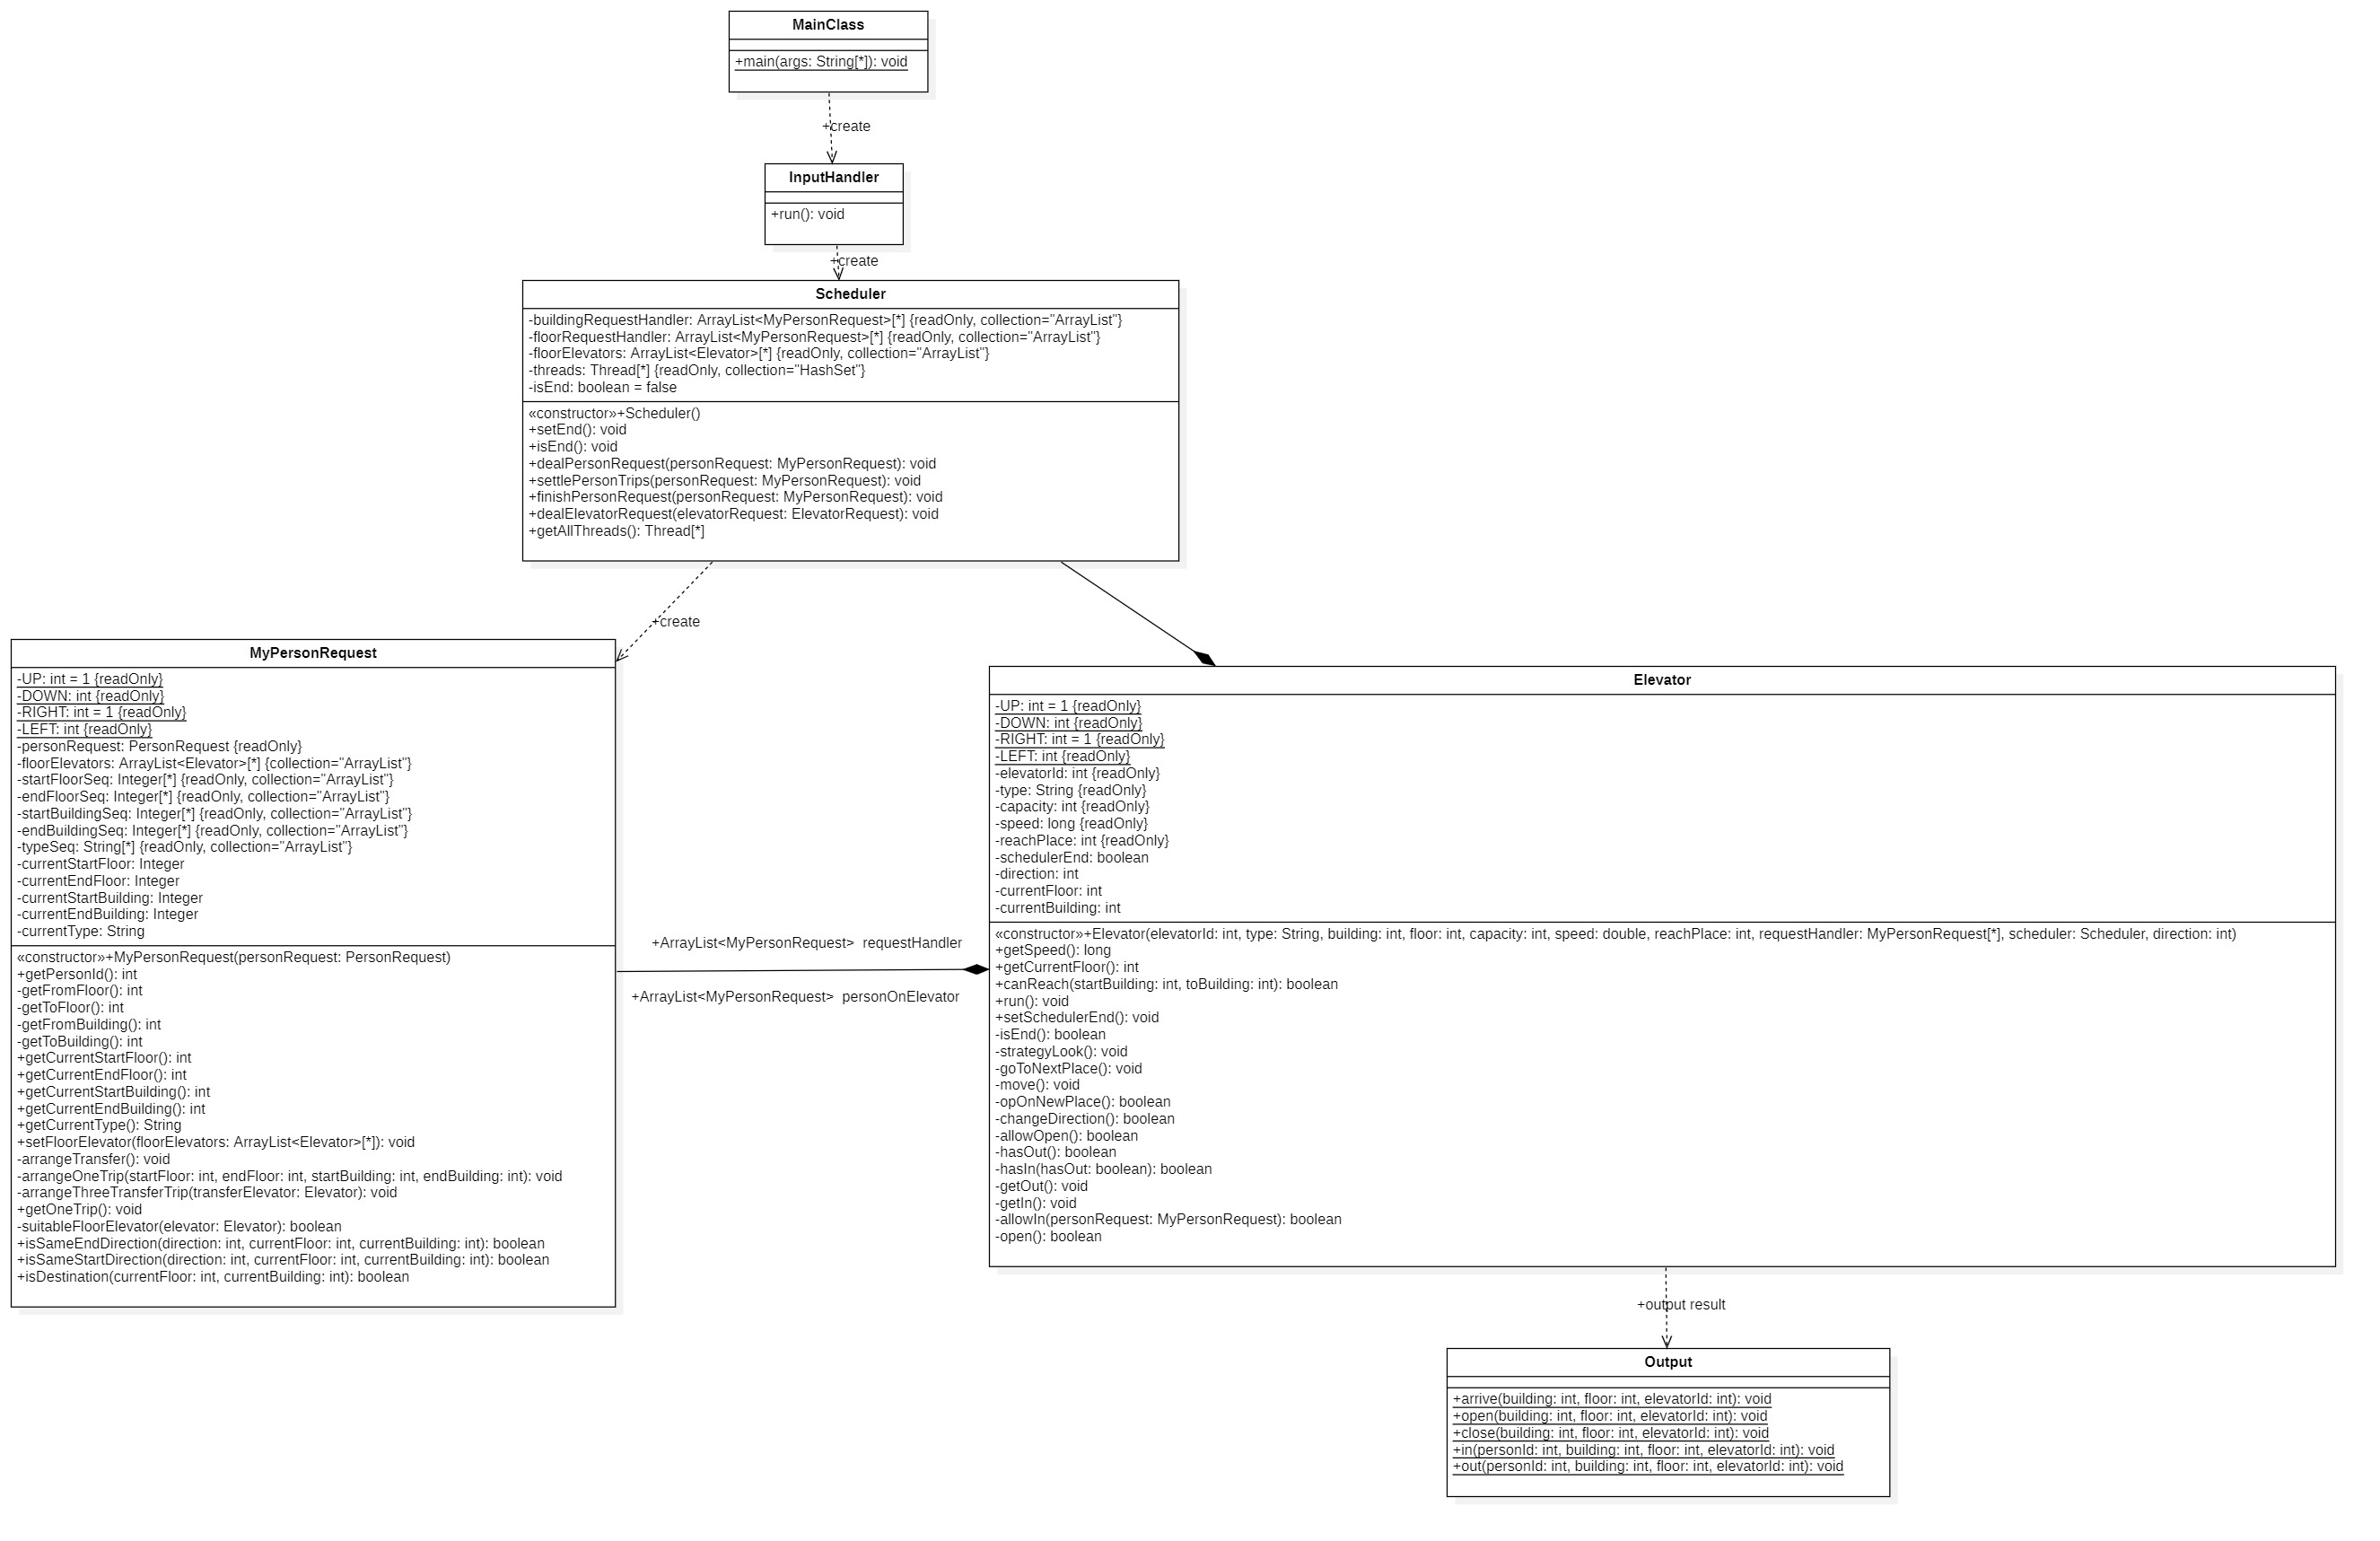 MainClass
+main(args: String[*]): void
+create
InputHandler
+run(): void
+create
Scheduler
-buildingRequestHandler: ArrayList<MyPersonRequest>[*] {readOnly, collection="ArrayList"}
-floorRequestHandler: ArrayList<MyPersonRequest>[*] {readOnly, collection="ArrayList"}
-floorElevators: ArrayList<Elevator>[*] {readOnly, collection="ArrayList"}
-threads: Thread[*] {readOnly, collection="HashSet"}
-isEnd: boolean = false
«constructor»+Scheduler()
+setEnd(): void
+isEnd(): void
+dealPersonRequest(personRequest: MyPersonRequest): void
+settlePersonTrips(personRequest: MyPersonRequest): void
+finishPersonRequest(personRequest: MyPersonRequest): void
+dealElevatorRequest(elevatorRequest: ElevatorRequest): void
+getAllThreads(): Thread[*]
+create
MyPersonRequest
-UP: int = 1 {readOnly}
-DOWN: int {readOnly}
-RIGHT: int = 1 {readOnly}
-LEFT: int {readOnly}
-personRequest: PersonRequest {readOnly}
-floorElevators: ArrayList<Elevator>[*] {collection="ArrayList"}
-startFloorSeq: Integer[*] {readOnly, collection="ArrayList"}
-endFloorSeq: Integer[*] {readOnly, collection="ArrayList"}
-startBuildingSeq: Integer[*] {readOnly, collection="ArrayList"}
-endBuildingSeq: Integer[*] {readOnly, collection="ArrayList"}
-typeSeq: String[*] {readOnly, collection="ArrayList"}
-currentStartFloor: Integer
-currentEndFloor: Integer
-currentStartBuilding: Integer
-currentEndBuilding: Integer
-currentType: String
«constructor»+MyPersonRequest(personRequest: PersonRequest)
+getPersonId(): int
-getFromFloor(): int
-getToFloor(): int
-getFromBuilding(): int
-getToBuilding(): int
+getCurrentStartFloor(): int
+getCurrentEndFloor(): int
+getCurrentStartBuilding(): int
+getCurrentEndBuilding(): int
+getCurrentType(): String
+setFloorElevator(floorElevators: ArrayList<Elevator>[*]): void
-arrangeTransfer(): void
-arrangeOneTrip(startFloor: int, endFloor: int, startBuilding: int, endBuilding: int): void
-arrangeThreeTransferTrip(transferElevator: Elevator): void
+getOneTrip(): void
-suitableFloorElevator(elevator: Elevator): boolean
+isSameEndDirection(direction: int, currentFloor: int, currentBuilding: int): boolean
+isSameStartDirection(direction: int, currentFloor: int, currentBuilding: int): boolean
+isDestination(currentFloor: int, currentBuilding: int): boolean
+ArrayList<MyPersonRequest>  requestHandler
+ArrayList<MyPersonRequest>  personOnElevator
Elevator
-UP: int = 1 {readOnly}
-DOWN: int {readOnly}
-RIGHT: int = 1 {readOnly}
-LEFT: int {readOnly}
-elevatorId: int {readOnly}
-type: String {readOnly}
-capacity: int {readOnly}
-speed: long {readOnly}
-reachPlace: int {readOnly}
-schedulerEnd: boolean
-direction: int
-currentFloor: int
-currentBuilding: int
«constructor»+Elevator(elevatorId: int, type: String, building: int, floor: int, capacity: int, speed: double, reachPlace: int, requestHandler: MyPersonRequest[*], scheduler: Scheduler, direction: int)
+getSpeed(): long
+getCurrentFloor(): int
+canReach(startBuilding: int, toBuilding: int): boolean
+run(): void
+setSchedulerEnd(): void
-isEnd(): boolean
-strategyLook(): void
-goToNextPlace(): void
-move(): void
-opOnNewPlace(): boolean
-changeDirection(): boolean
-allowOpen(): boolean
-hasOut(): boolean
-hasIn(hasOut: boolean): boolean
-getOut(): void
-getIn(): void
-allowIn(personRequest: MyPersonRequest): boolean
-open(): boolean
+output result
Output
+arrive(building: int, floor: int, elevatorId: int): void
+open(building: int, floor: int, elevatorId: int): void
+close(building: int, floor: int, elevatorId: int): void
+in(personId: int, building: int, floor: int, elevatorId: int): void
+out(personId: int, building: int, floor: int, elevatorId: int): void